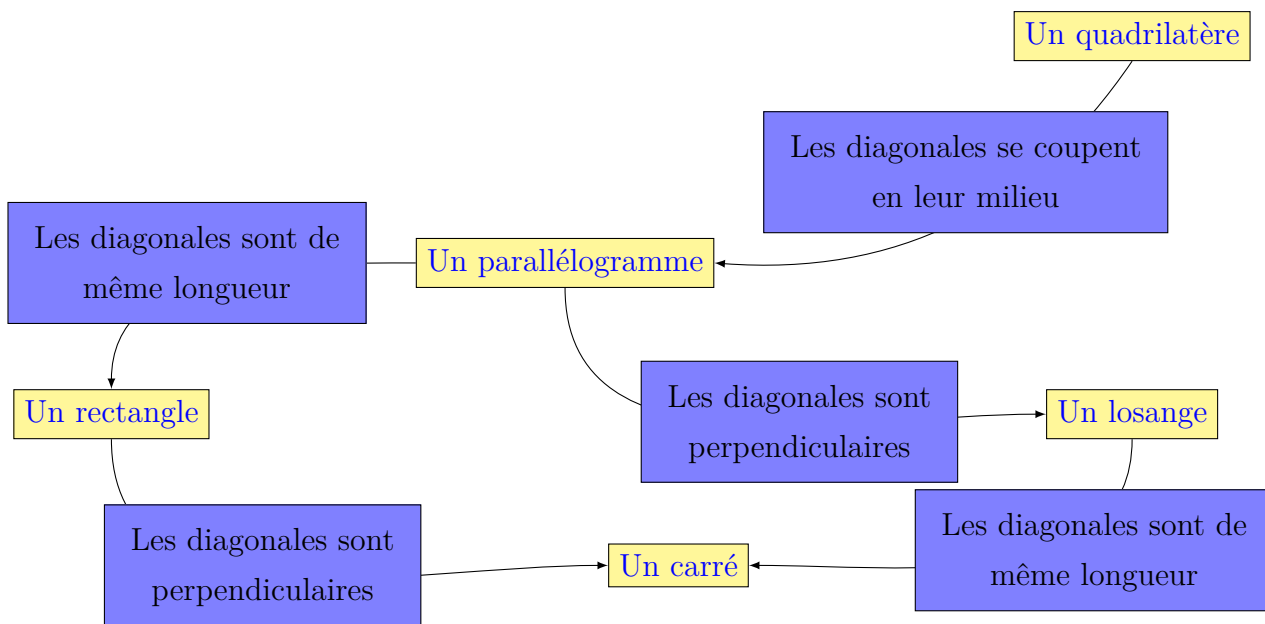 Un quadrilatère
Les diagonales se coupent
en leur milieu
Les diagonales sont de
même longueur
Un parallélogramme
Un rectangle
Les diagonales sont
perpendiculaires
Un losange
Les diagonales sont
perpendiculaires
Un carré
Les diagonales sont de
même longueur